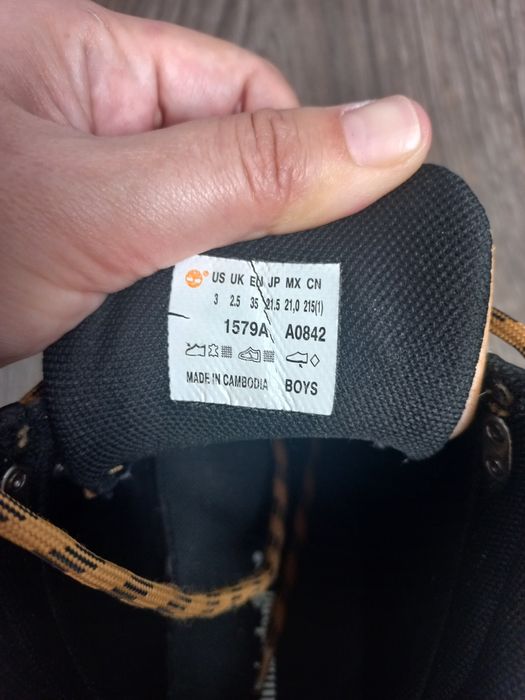 US UK EN JP MX CN
3 2.5 35 21.5 21,0 215(1)
1579A A0842
MADE IN CAMBODIA BOYS